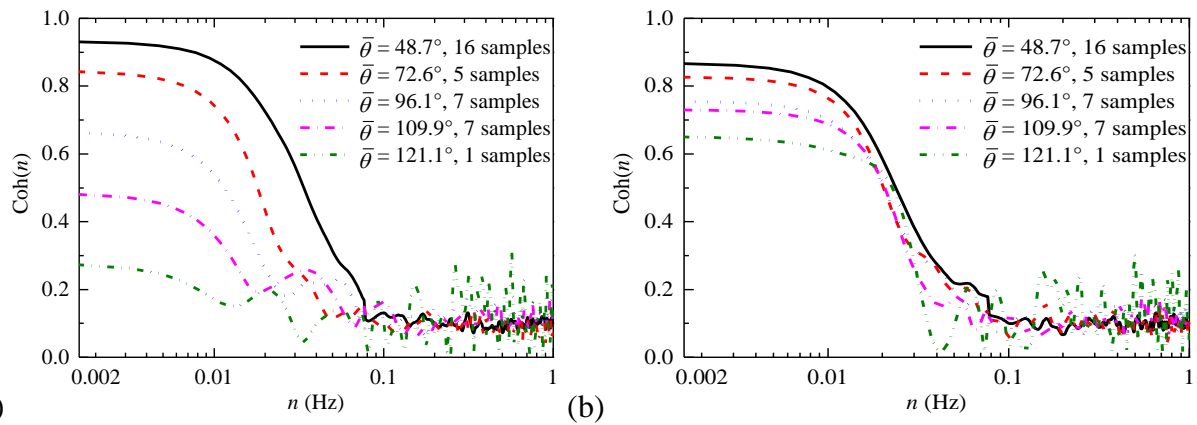 1.0
0.8
0.6
0.4
0.2
0.0
Coh(n)
θ̄ = 48.7°, 16 samples
θ̄ = 72.6°, 5 samples
θ̄ = 96.1°, 7 samples
θ̄ = 109.9°, 7 samples
θ̄ = 121.1°, 1 samples
0.002 0.01 0.1 1
n (Hz)
)
(b)
1.0
0.8
0.6
0.4
0.2
0.0
Coh(n)
θ̄ = 48.7°, 16 samples
θ̄ = 72.6°, 5 samples
θ̄ = 96.1°, 7 samples
θ̄ = 109.9°, 7 samples
θ̄ = 121.1°, 1 samples
0.002 0.01 0.1 1
n (Hz)